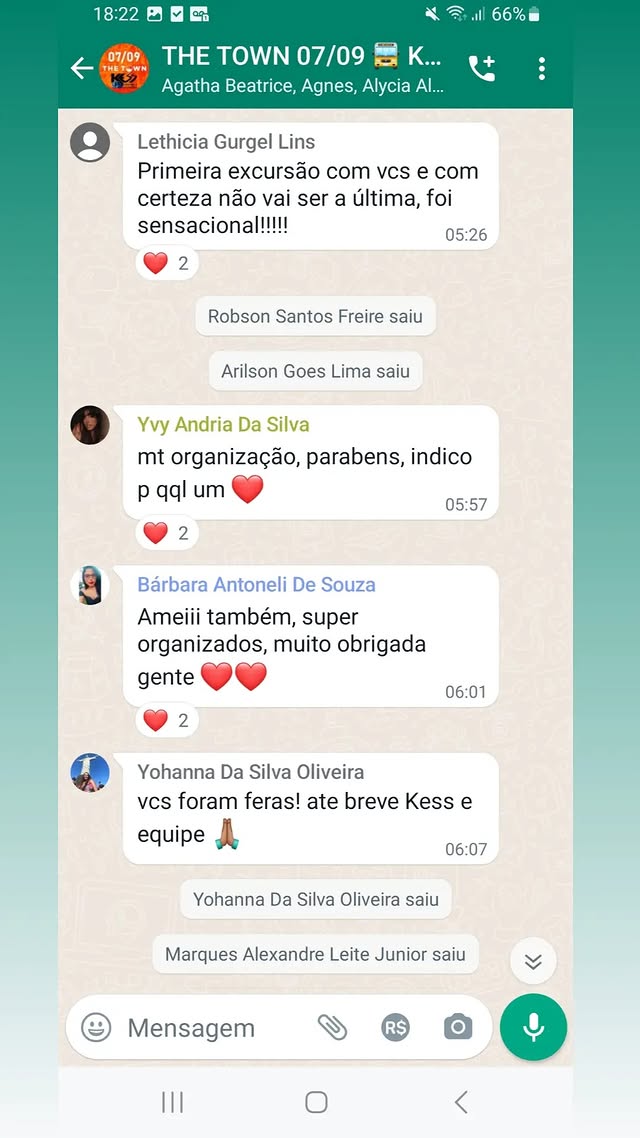 18:22
66%
07/09
THE TOWN
THE TOWN 07/09 🚌 K...
Agatha Beatrice, Agnes, Alycia Al...
Lethicia Gurgel Lins
Primeira excursão com vcs e com
certeza não vai ser a última, foi
sensacional!!!!!
05:26
❤️ 2
Robson Santos Freire saiu
Arilson Goes Lima saiu
Yvy Andria Da Silva
mt organização, parabens, indico
p qql um ❤️
05:57
❤️ 2
Bárbara Antoneli De Souza
Ameiii também, super
organizados, muito obrigada
gente ❤️❤️
06:01
❤️ 2
Yohanna Da Silva Oliveira
vcs foram feras! ate breve Kess e
equipe 🙏🏽
06:07
Yohanna Da Silva Oliveira saiu
Marques Alexandre Leite Junior saiu
Mensagem
R$